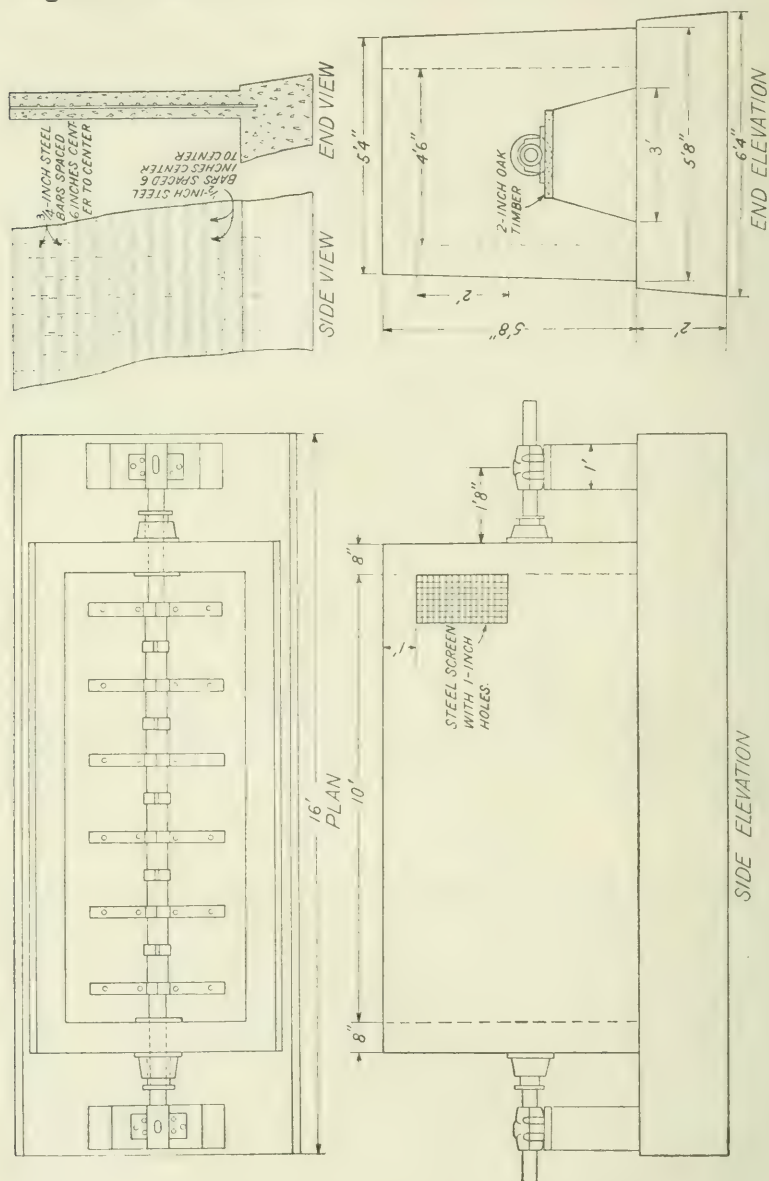 ¾-INCH STEEL
BARS SPACED
6 INCHES CENT-
ER TO CENTER
½-INCH STEEL
BARS SPACED 6
INCHES CENTER
TO CENTER
SIDE VIEW
END VIEW
5'4"
4'6"
2-INCH OAK
TIMBER
2'
5'8"
3'
5'8"
2'
6'4"
END ELEVATION
16'
PLAN
10'
8"
8"
1'8"
1'
1'
STEEL SCREEN
WITH 1-INCH
HOLES.
SIDE ELEVATION